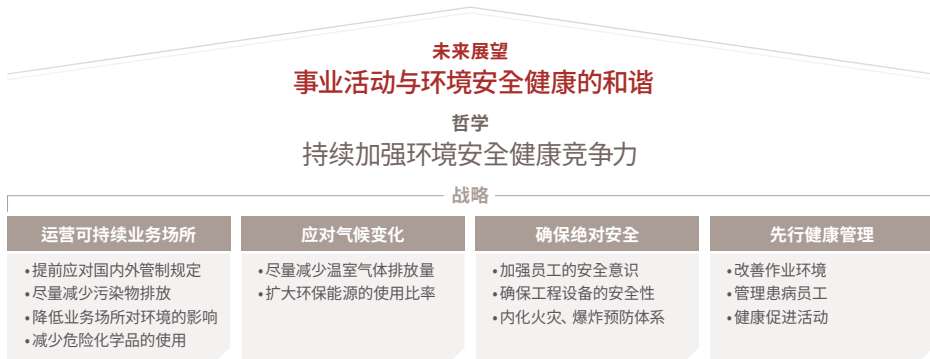 未来展望
事业活动与环境安全健康的和谐
哲学
持续加强环境安全健康竞争力
战略
运营可持续业务场所
•提前应对国内外管制规定
•尽量减少污染物排放
•降低业务场所对环境的影响
•减少危险化学品的使用
应对气候变化
•尽量减少温室气体排放量
•扩大环保能源的使用比率
确保绝对安全
•加强员工的安全意识
•确保工程设备的安全性
•内化火灾、爆炸预防体系
先行健康管理
•改善作业环境
•管理患病员工
•健康促进活动